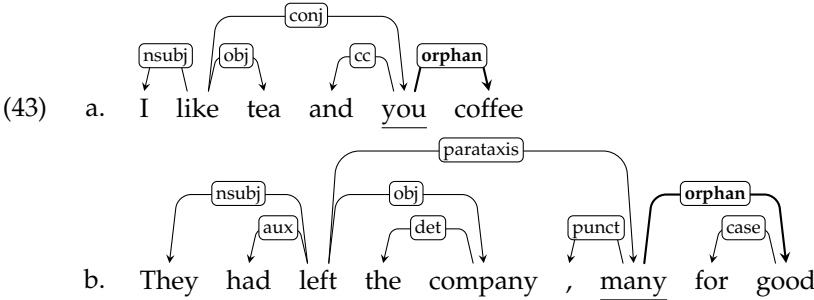 conj
nsubj obj cc orphan
(43) a. I like tea and you coffee
parataxis
nsubj obj orphan
aux det punct case
b. They had left the company , many for good